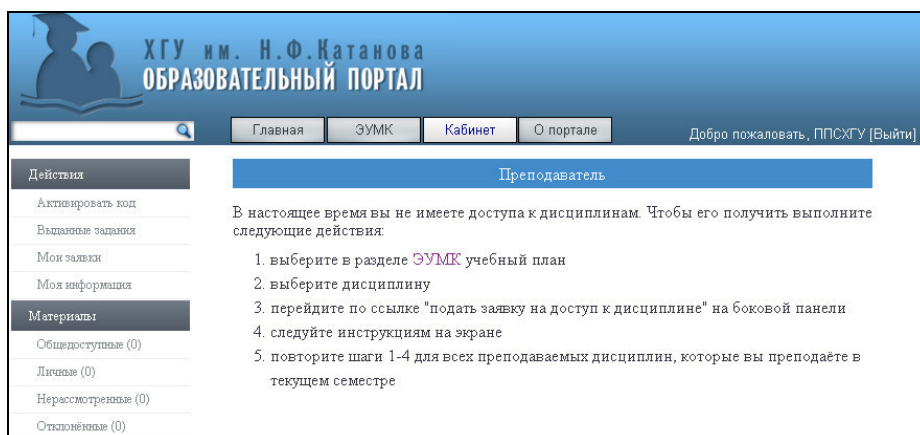 ХГУ им. Н.Ф.Катанова
ОБРАЗОВАТЕЛЬНЫЙ ПОРТАЛ
Главная
ЭУМК
Кабинет
О портале
Добро пожаловать, ППСХГУ [Выйти]
Действия
Активировать код
Выданные задания
Мои заявки
Моя информация
Материалы
Общедоступные (0)
Личные (0)
Нерассмотренные (0)
Отклонённые (0)
Преподаватель
В настоящее время вы не имеете доступа к дисциплинам. Чтобы его получить выполните
следующие действия:
1. выберите в разделе ЭУМК учебный план
2. выберите дисциплину
3. перейдите по ссылке "подать заявку на доступ к дисциплине" на боковой панели
4. следуйте инструкциям на экране
5. повторите шаги 1-4 для всех преподаваемых дисциплин, которые вы преподаёте в
текущем семестре